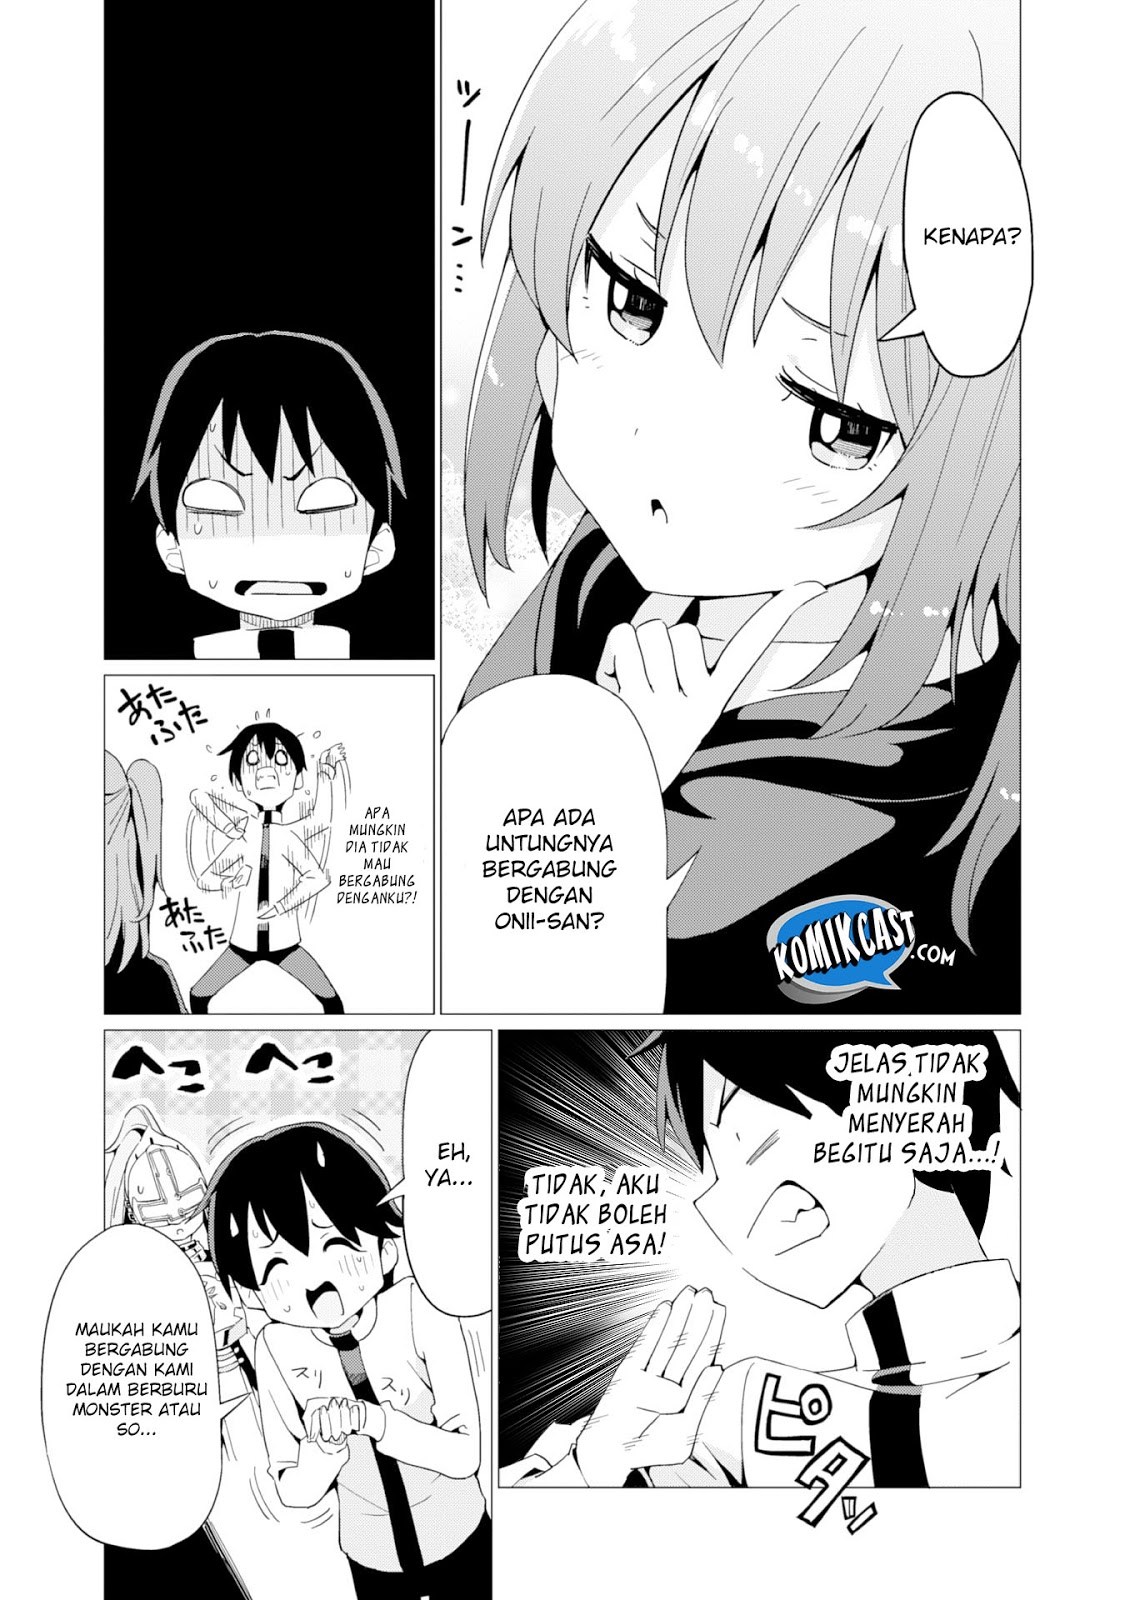 KENAPA?
ツーーン…
APA ADA
UNTUNGNYA
BERGABUNG
DENGAN
ONII-SAN?
KOMIKCAST
.COM
あた
ふた
APA
MUNGKIN
DIA TIDAK
MAU
BERGABUNG
DENGANKU?!
あた
ふた
JELAS TIDAK
MUNGKIN
MENYERAH
BEGITU SAJA...!
TIDAK, AKU
TIDAK BOLEH
PUTUS ASA!
ピタッ
へこへこ
EH,
YA...
MAUKAH KAMU
BERGABUNG
DENGAN KAMI
DALAM BERBURU
MONSTER ATAU
SO...
スリ
スリ